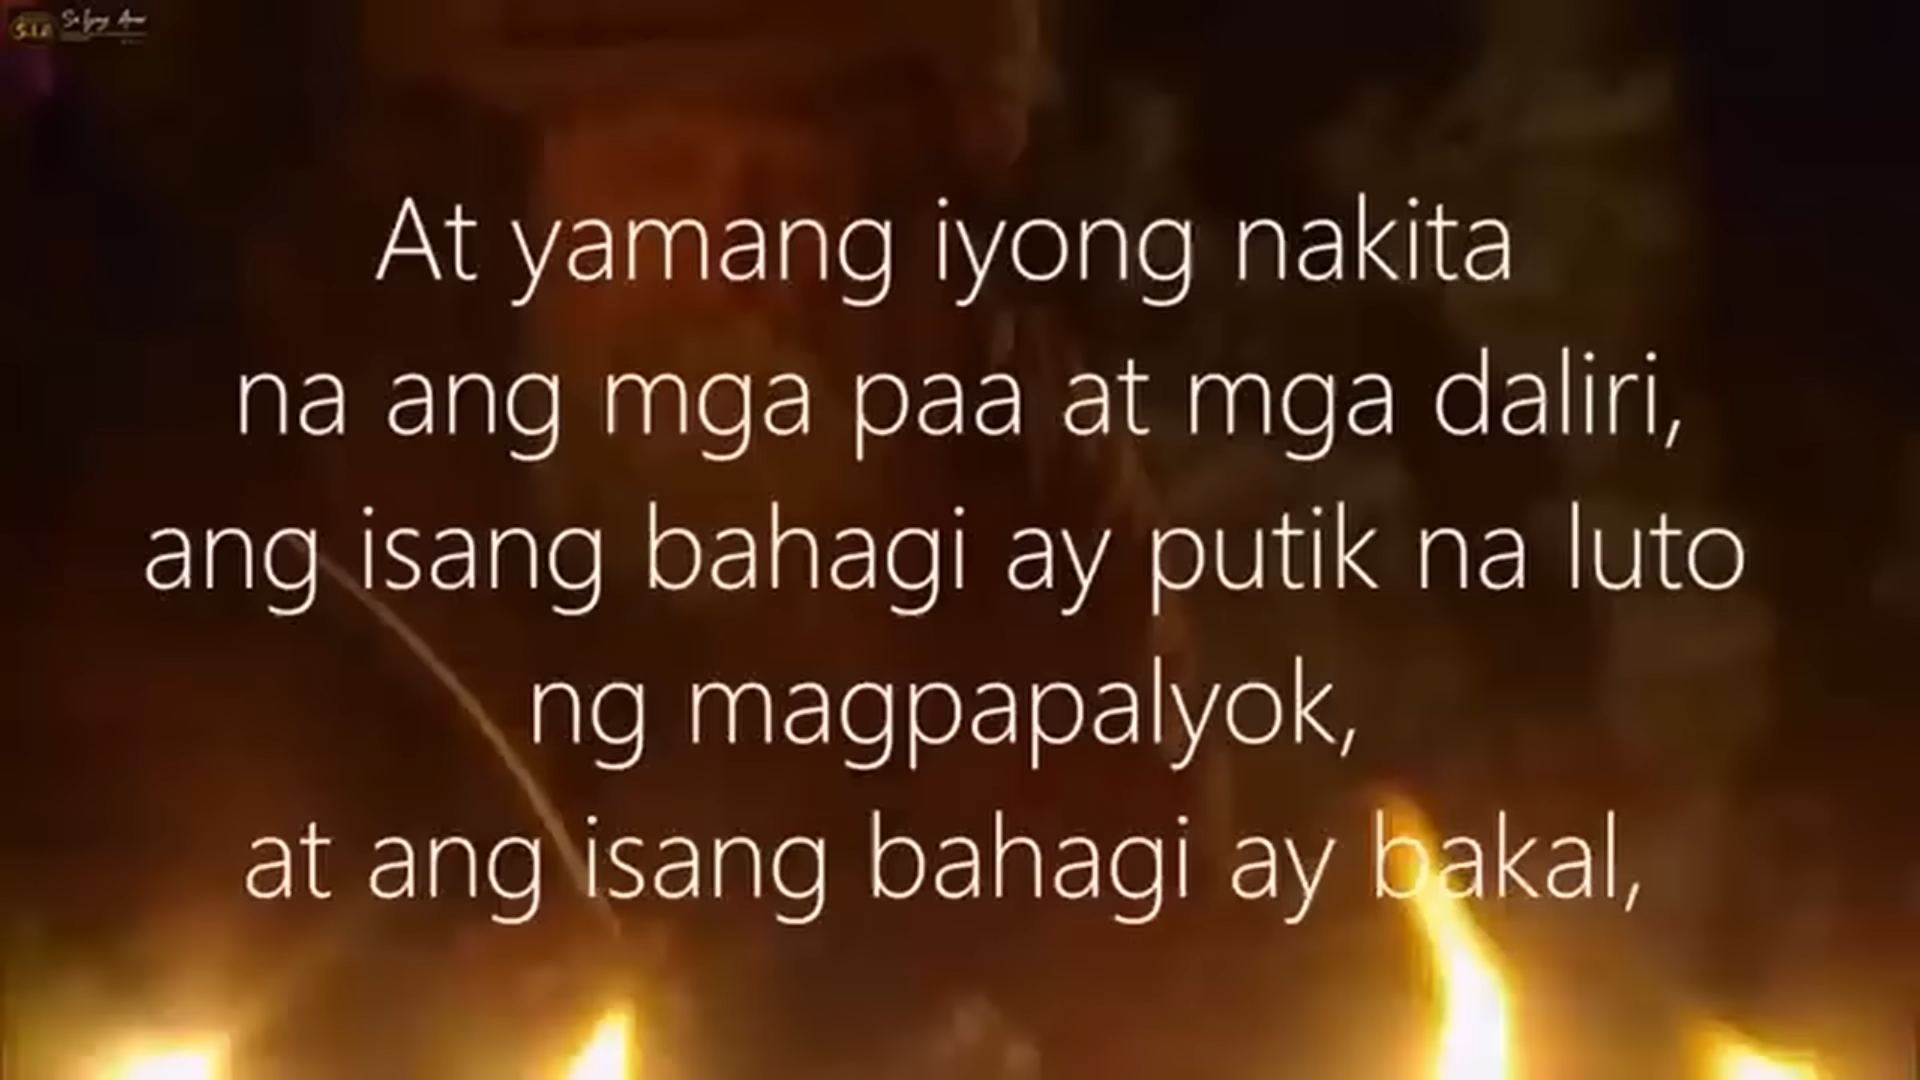 At yamang iyong nakita
na ang mga paa at mga daliri,
ang isang bahagi ay putik na luto
ng magpapalyok,
at ang isang bahagi ay bakal,